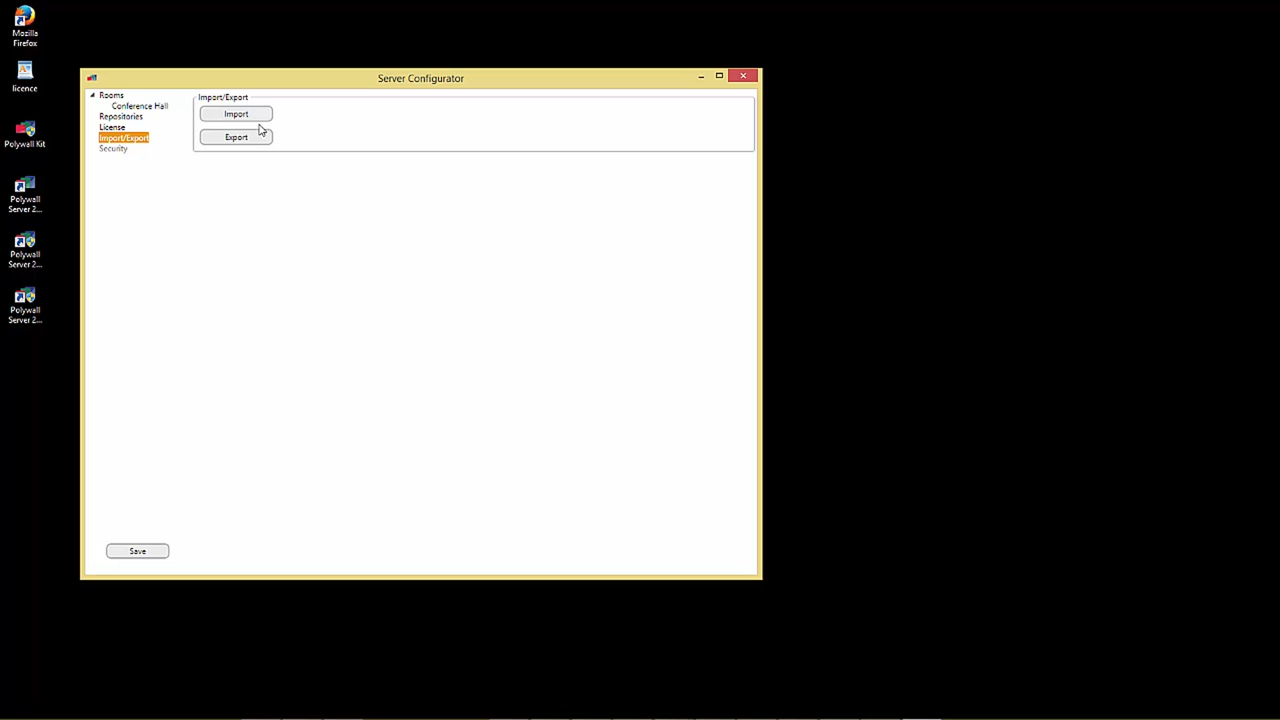 Mozilla
Firefox
licence
Polywall Kit
Polywall
Server 2...
Polywall
Server 2...
Polywall
Server 2...
Server Configurator
Rooms
Conference Hall
Repositories
License
Import/Export
Security
Import/Export
Import
Export
Save